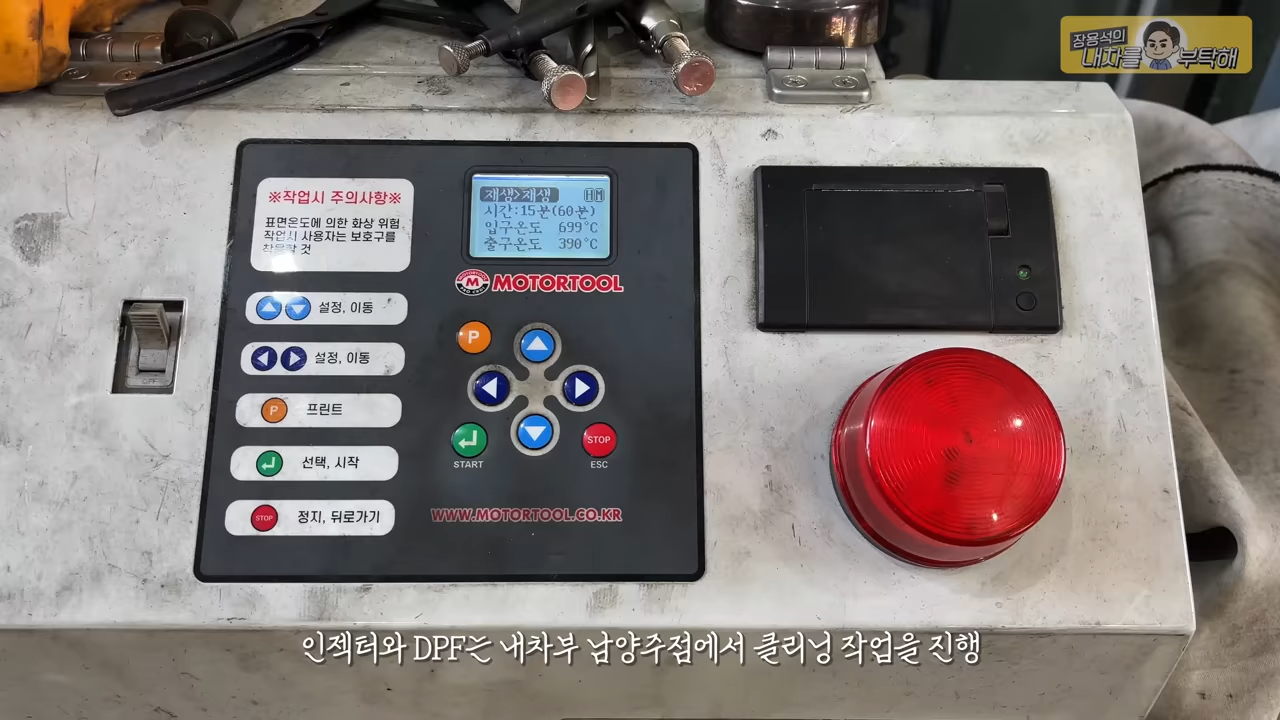 장용석의
내차를 부탁해
※작업시 주의사항※
표면온도에 의한 화상 위험
작업시 사용자는 보호구를
착용할 것
설정, 이동
설정, 이동
P 프린트
선택, 시작
STOP 정지, 뒤로가기
재생>재생 HM
시간:15분(60분)
입구온도 699°C
출구온도 390°C
M MOTORTOOL
P
START
STOP
ESC
WWW.MOTORTOOL.CO.KR
인젝터와 DPF는 내차부 남양주점에서 클리닝 작업을 진행